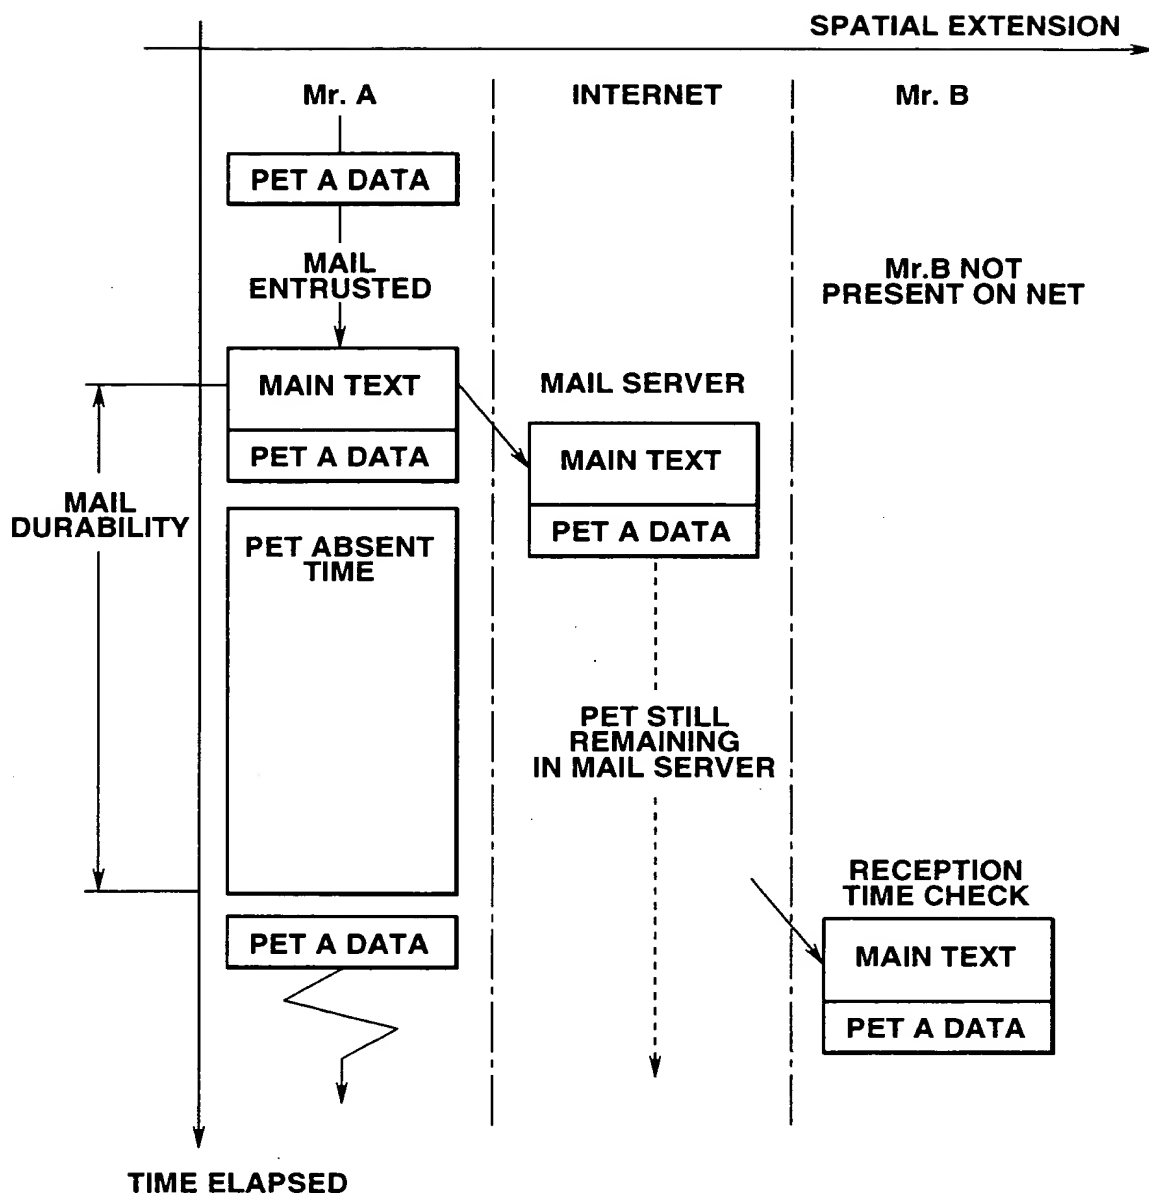 SPATIAL EXTENSION
Mr. A
INTERNET
Mr. B
PET A DATA
MAIL
ENTRUSTED
Mr.B NOT
PRESENT ON NET
MAIN TEXT
PET A DATA
MAIL SERVER
MAIN TEXT
PET A DATA
MAIL
DURABILITY
PET ABSENT
TIME
PET STILL
REMAINING
IN MAIL SERVER
RECEPTION
TIME CHECK
MAIN TEXT
PET A DATA
PET A DATA
TIME ELAPSED